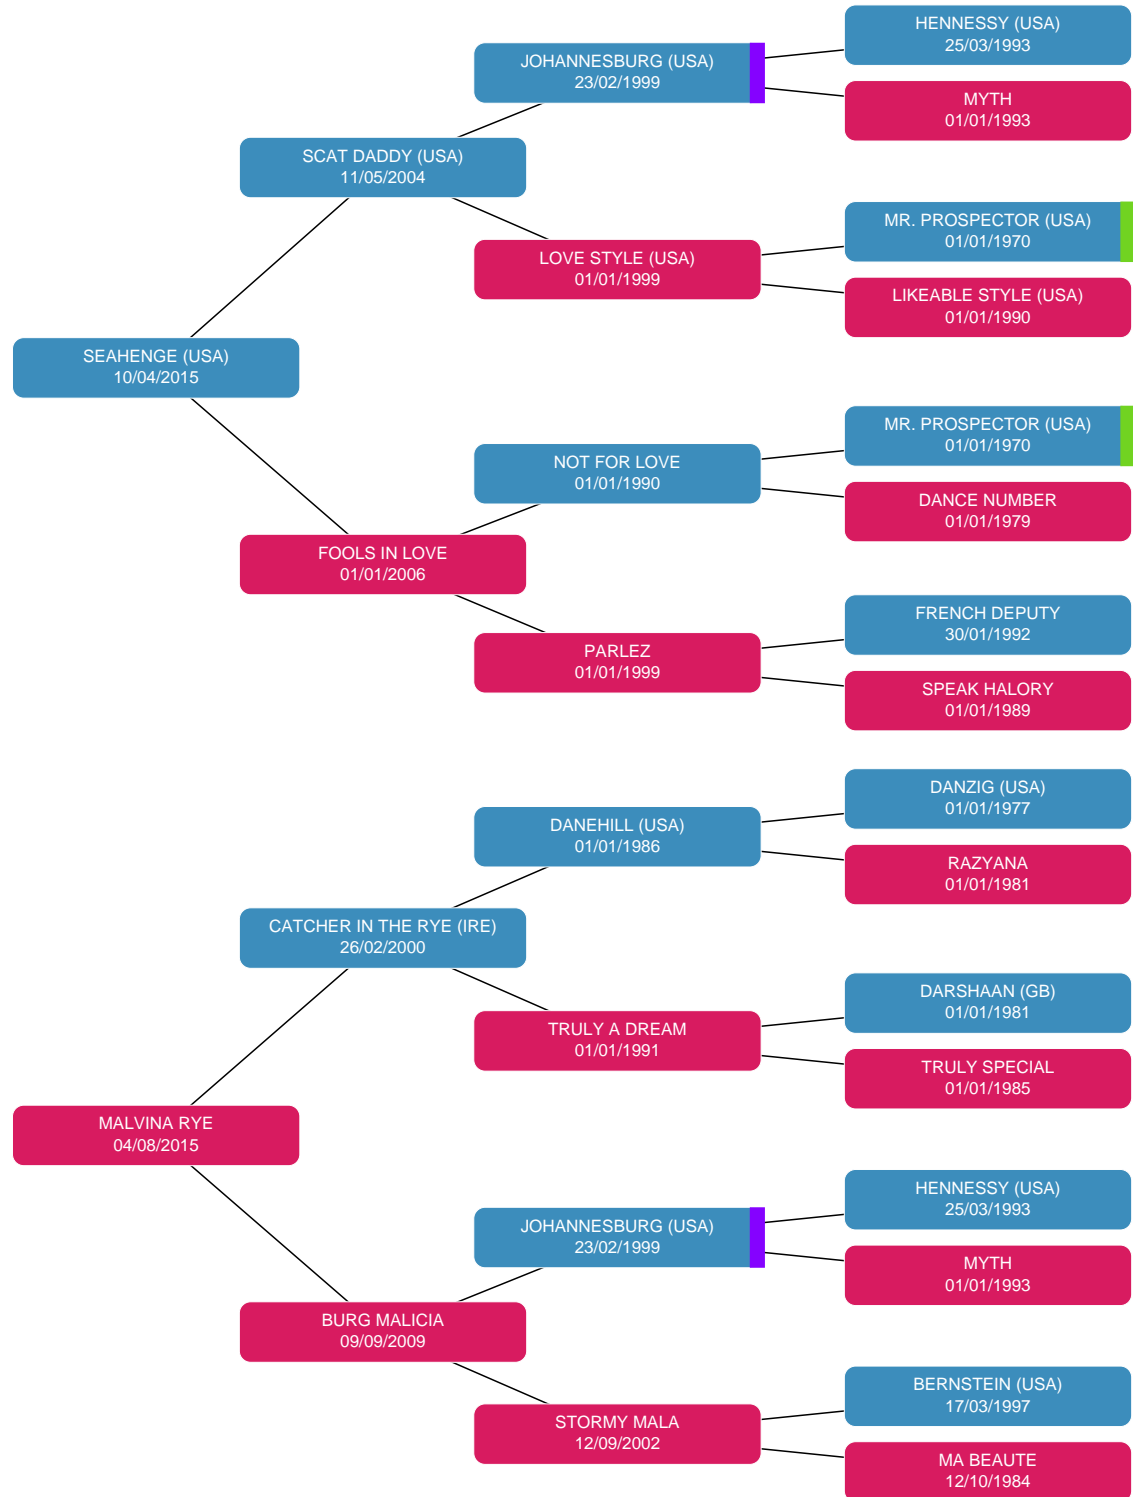 HENNESSY (USA)
25/03/1993
JOHANNESBURG (USA)
23/02/1999
MYTH
01/01/1993
SCAT DADDY (USA)
11/05/2004
MR. PROSPECTOR (USA)
01/01/1970
LOVE STYLE (USA)
01/01/1999
LIKEABLE STYLE (USA)
01/01/1990
SEAHENGE (USA)
10/04/2015
MR. PROSPECTOR (USA)
01/01/1970
NOT FOR LOVE
01/01/1990
DANCE NUMBER
01/01/1979
FOOLS IN LOVE
01/01/2006
FRENCH DEPUTY
30/01/1992
PARLEZ
01/01/1999
SPEAK HALORY
01/01/1989
DANZIG (USA)
01/01/1977
DANEHILL (USA)
01/01/1986
RAZYANA
01/01/1981
CATCHER IN THE RYE (IRE)
26/02/2000
DARSHAAN (GB)
01/01/1981
TRULY A DREAM
01/01/1991
TRULY SPECIAL
01/01/1985
MALVINA RYE
04/08/2015
HENNESSY (USA)
25/03/1993
JOHANNESBURG (USA)
23/02/1999
MYTH
01/01/1993
BURG MALICIA
09/09/2009
BERNSTEIN (USA)
17/03/1997
STORMY MALA
12/09/2002
MA BEAUTE
12/10/1984